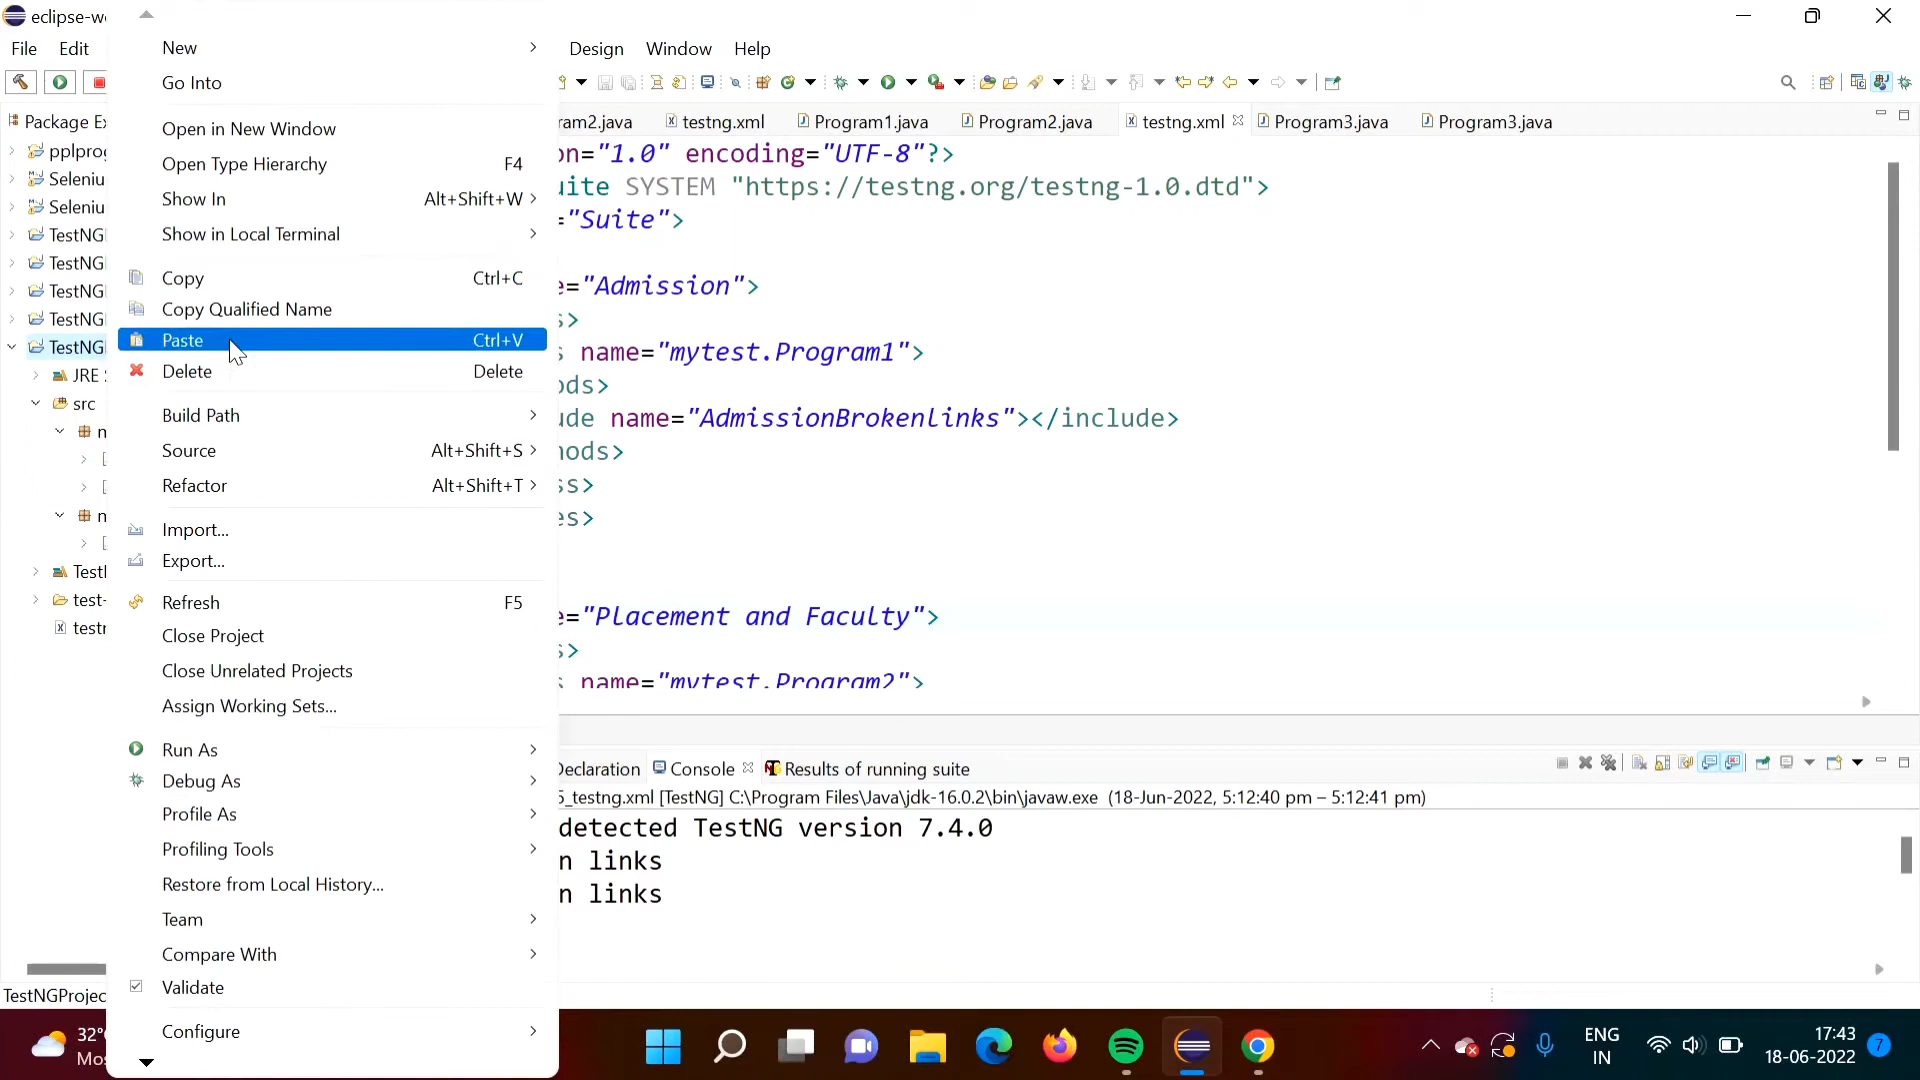 eclipse-wo
File Edit Design Window Help
Package Ex
ram2.java testng.xml Program1.java Program2.java testng.xml Program3.java Program3.java
pplprog
Seleniu
Seleniu
TestNG
TestNG
TestNG
TestNG
TestNG
JRE S
src
m
m
Testl
test-
testn
TestNGProjec
New
Go Into
Open in New Window
Open Type Hierarchy F4
Show In Alt+Shift+W
Show in Local Terminal
Copy Ctrl+C
Copy Qualified Name
Paste Ctrl+V
Delete Delete
Build Path
Source Alt+Shift+S
Refactor Alt+Shift+T
Import...
Export...
Refresh F5
Close Project
Close Unrelated Projects
Assign Working Sets...
Run As
Debug As
Profile As
Profiling Tools
Restore from Local History...
Team
Compare With
Validate
Configure
on="1.0" encoding="UTF-8"?>
uite SYSTEM "https://testng.org/testng-1.0.dtd">
="Suite">
e="Admission">
s>
s name="mytest.Program1">
ods>
ude name="AdmissionBrokenlinks"></include>
hods>
ss>
es>
e="Placement and Faculty">
s>
s name="mytest.Program2">
Declaration Console Results of running suite
5_testng.xml [TestNG] C:\Program Files\Java\jdk-16.0.2\bin\javaw.exe (18-Jun-2022, 5:12:40 pm – 5:12:41 pm)
detected TestNG version 7.4.0
n links
n links
32°
Mos
ENG
IN
17:43
18-06-2022
7